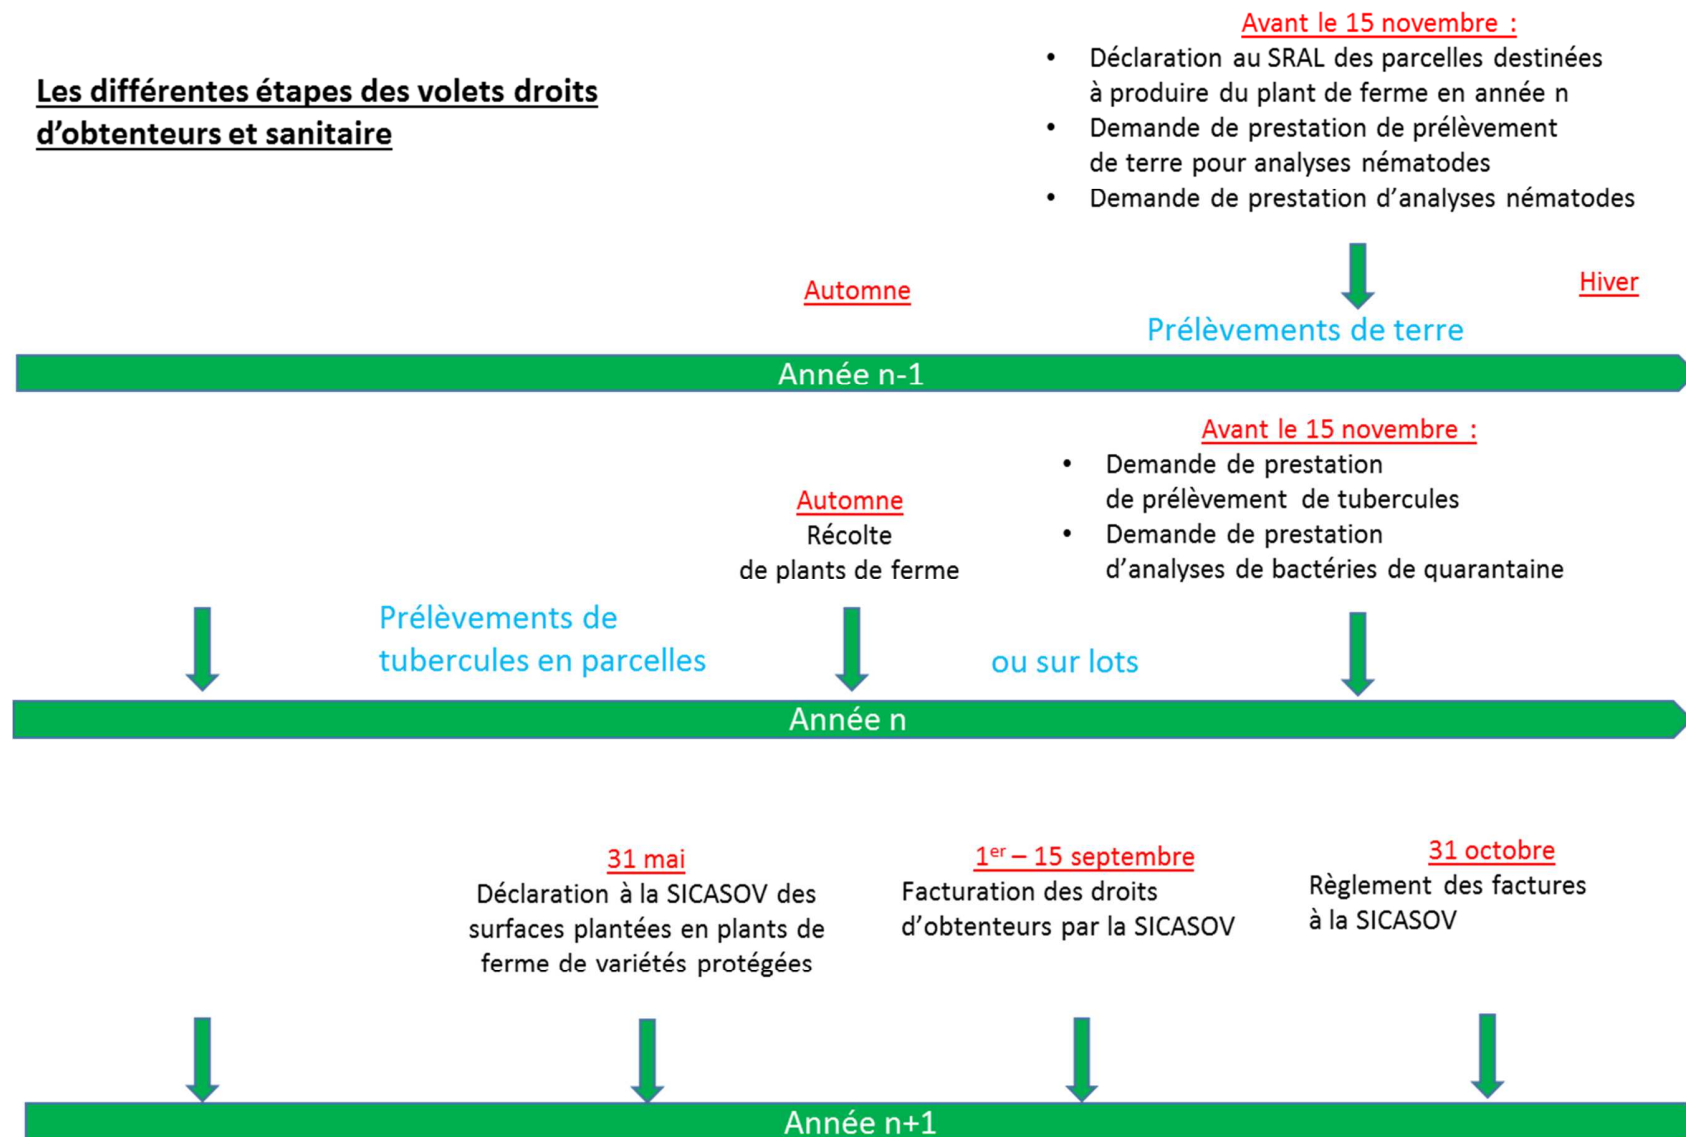 Les différentes étapes des volets droits
d’obtenteurs et sanitaire
Avant le 15 novembre :
• Déclaration au SRAL des parcelles destinées
à produire du plant de ferme en année n
• Demande de prestation de prélèvement
de terre pour analyses nématodes
• Demande de prestation d’analyses nématodes
Automne
Hiver
Prélèvements de terre
Année n-1
Avant le 15 novembre :
• Demande de prestation
de prélèvement de tubercules
• Demande de prestation
d’analyses de bactéries de quarantaine
Automne
Récolte
de plants de ferme
Prélèvements de
tubercules en parcelles
ou sur lots
Année n
31 mai
Déclaration à la SICASOV des
surfaces plantées en plants de
ferme de variétés protégées
1er – 15 septembre
Facturation des droits
d’obtenteurs par la SICASOV
31 octobre
Règlement des factures
à la SICASOV
Année n+1